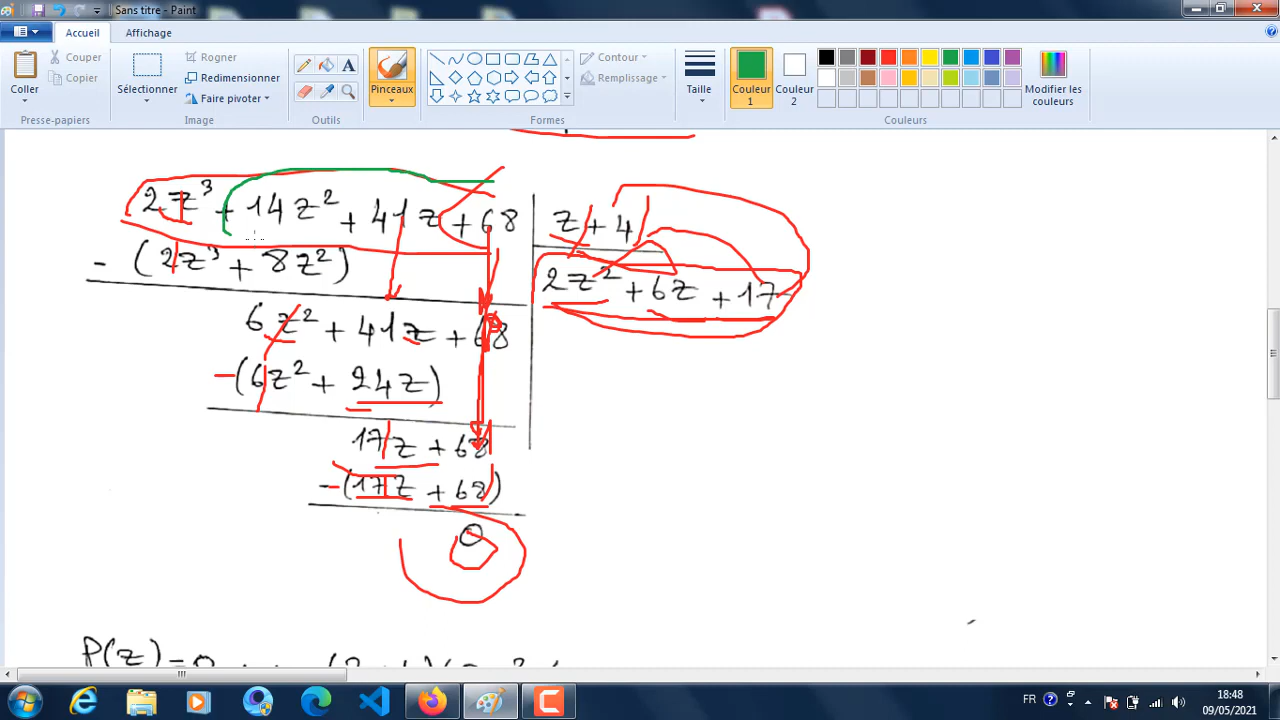 Sans titre - Paint
Accueil Affichage
Coller
Couper
Copier
Presse-papiers
Sélectionner
Rogner
Redimensionner
Faire pivoter
Image
Outils
Pinceaux
Contour
Remplissage
Formes
Taille
Couleur 1
Couleur 2
Modifier les couleurs
Couleurs
2z³ + 14z² + 41z + 68
z + 4
- (2z³ + 8z²)
2z² + 6z + 17
6z² + 41z + 68
-(6z² + 24z)
17z + 68
-(17z + 68)
0
P(z) = 0
FR
18:48
09/05/2021